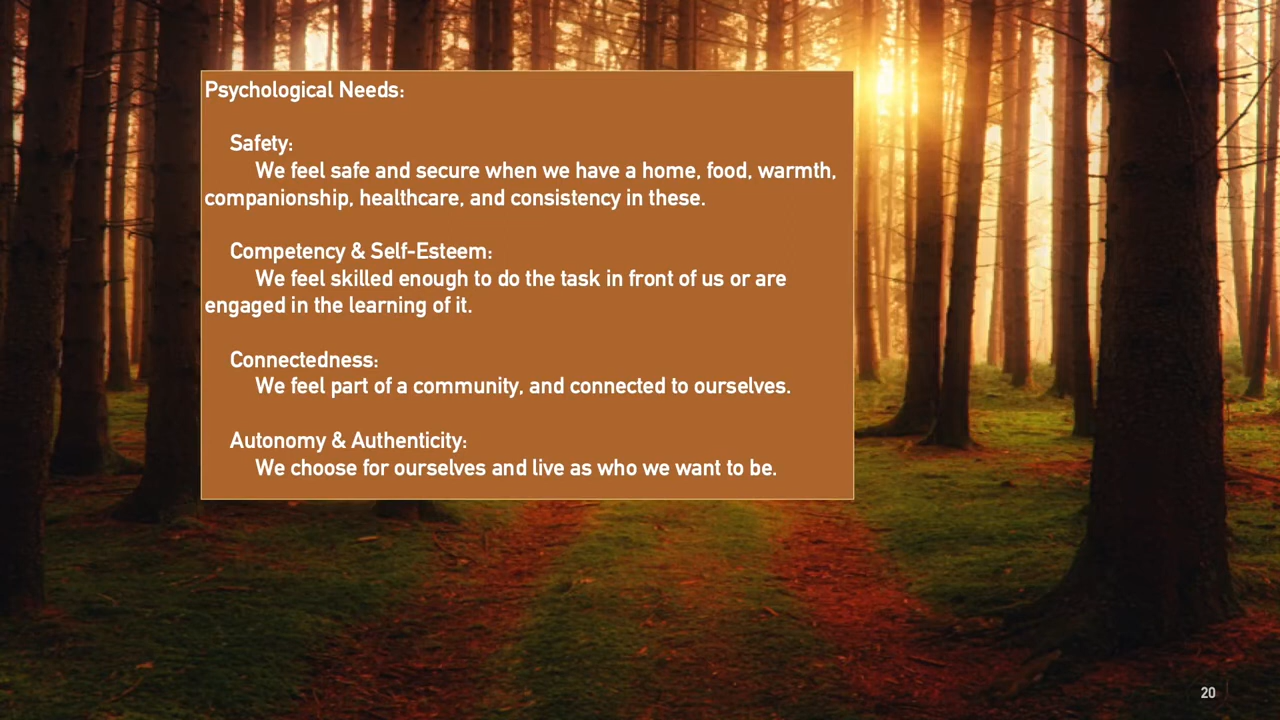 Psychological Needs:
Safety:
We feel safe and secure when we have a home, food, warmth,
companionship, healthcare, and consistency in these.
Competency & Self-Esteem:
We feel skilled enough to do the task in front of us or are
engaged in the learning of it.
Connectedness:
We feel part of a community, and connected to ourselves.
Autonomy & Authenticity:
We choose for ourselves and live as who we want to be.
20